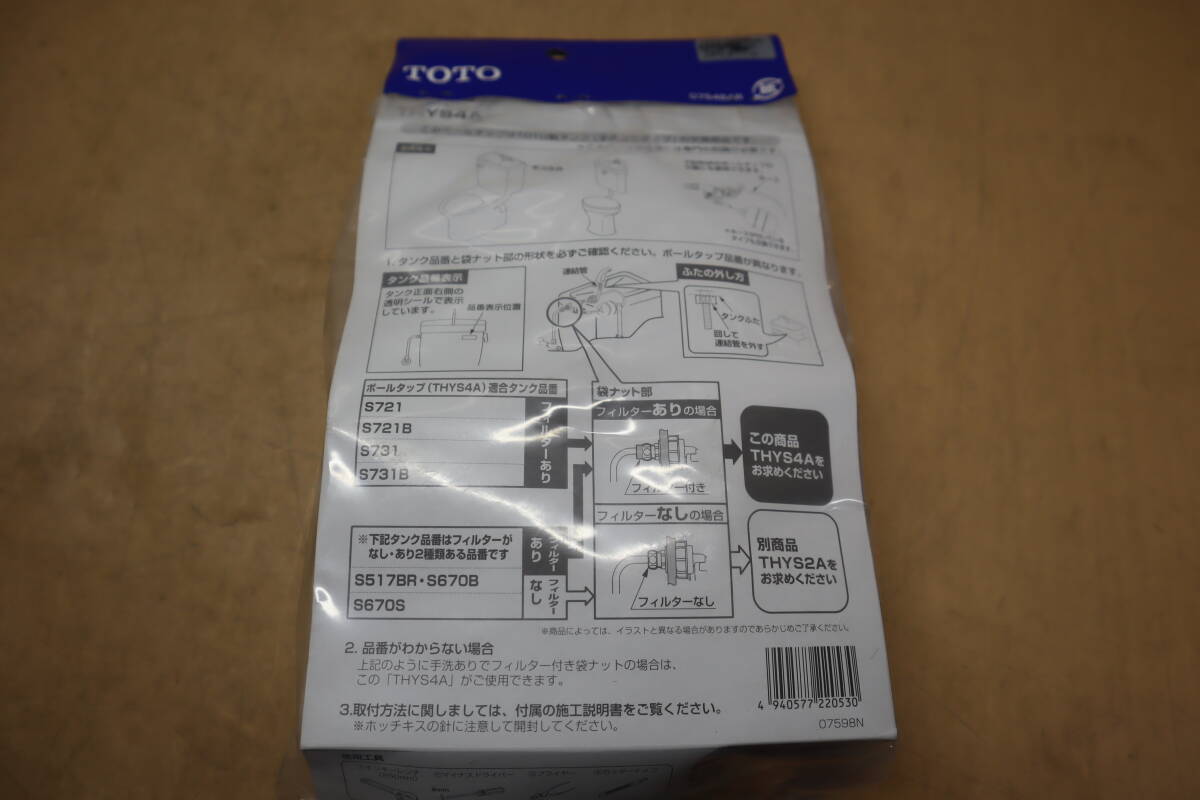 TOTO
1. タンク品番と袋ナット部の形状を必ずご確認ください。ボールタップ品番が異なります。
タンク品番表示
タンク正面右側の
透明シールで表示
しています。
品番表示位置
連結管
ふたの外し方
タンクふた
回して
連結管を外す
ボールタップ(THYS4A)適合タンク品番
S721
S721B
S731
S731B
フィルターあり
※下記タンク品番はフィルターが
なし・あり2種類ある品番です
フィルターあり
S517BR・S670B
S670S
フィルターなし
袋ナット部
フィルターありの場合
フィルター付き
フィルターなしの場合
フィルターなし
この商品
THYS4Aを
お求めください
別商品
THYS2Aを
お求めください
※商品によっては、イラストと異なる場合がありますのであらかじめご了承ください。
2. 品番がわからない場合
上記のように手洗ありでフィルター付き袋ナットの場合は、
この「THYS4A」がご使用できます。
3.取付方法に関しましては、付属の施工説明書をご覧ください。
※ホッチキスの針に注意して開封してください。
4 940577 220530
07598N